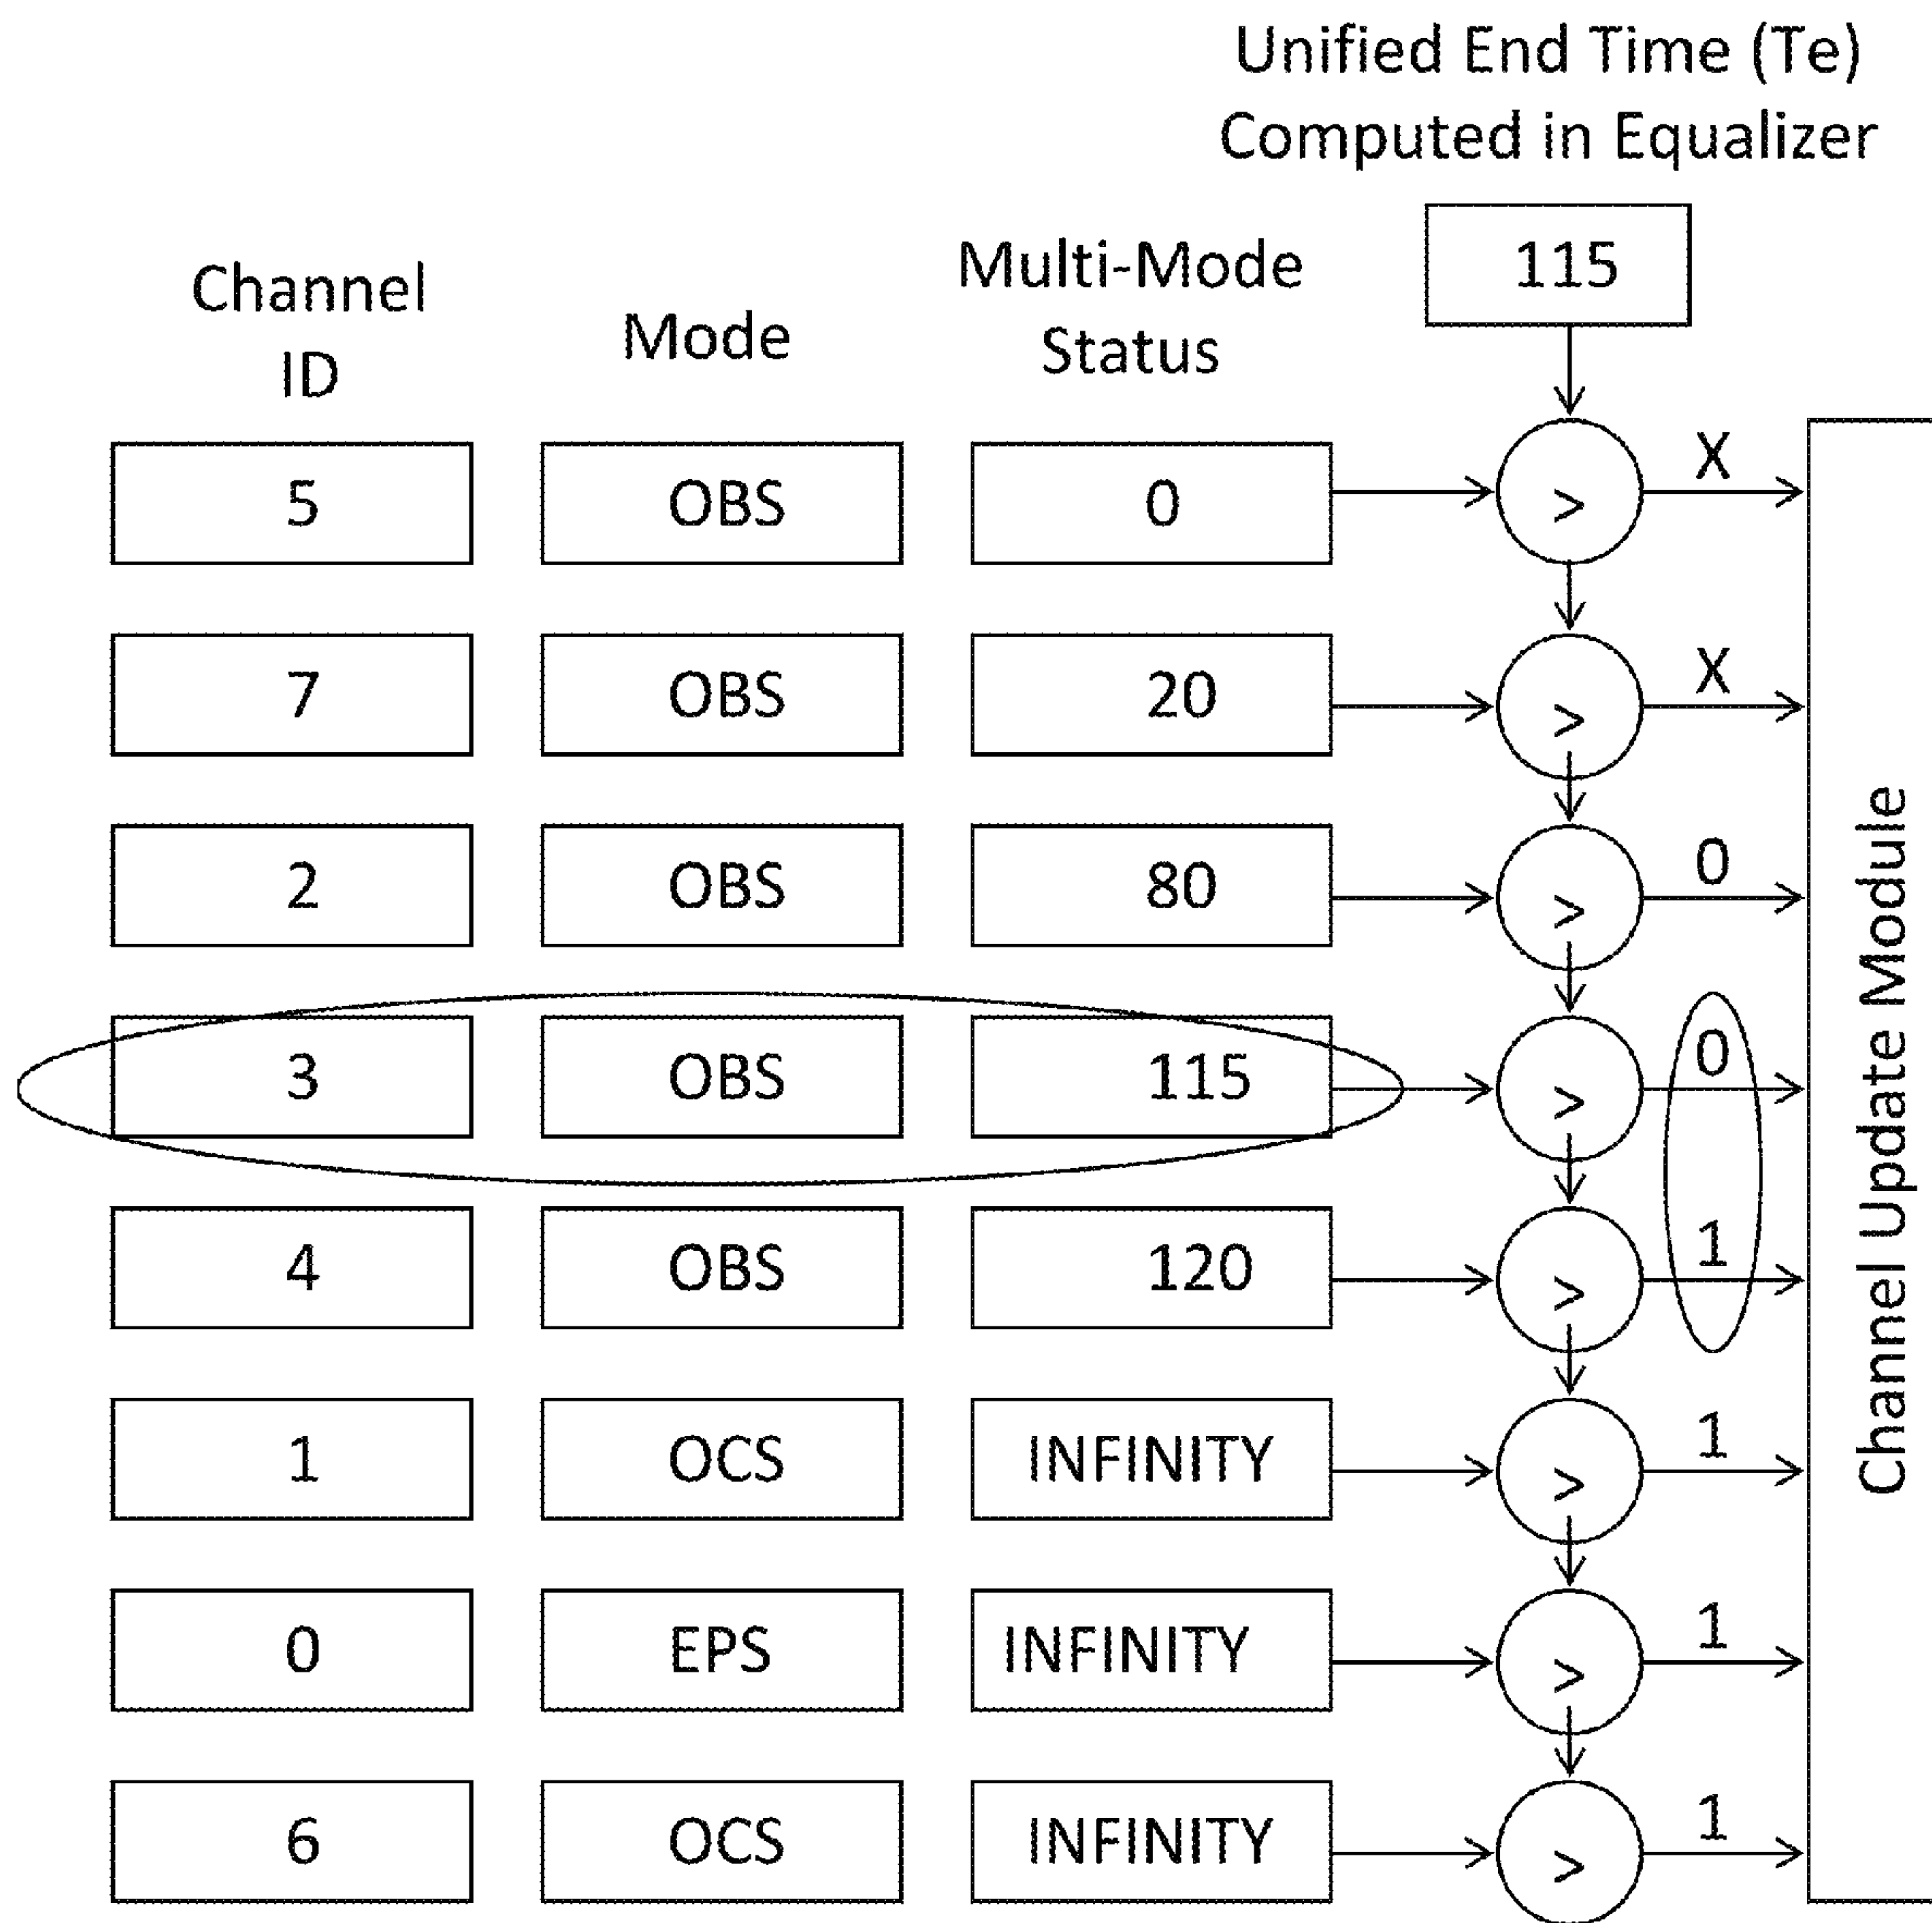 Unified End Time (Te)
Computed in Equalizer
115
Channel
ID
Mode
Multi-Mode
Status
5 OBS 0 > X
7 OBS 20 > X
2 OBS 80 > 0
3 OBS 115 > 0
4 OBS 120 > 1
1 OCS INFINITY > 1
0 EPS INFINITY > 1
6 OCS INFINITY > 1
Channel Update Module